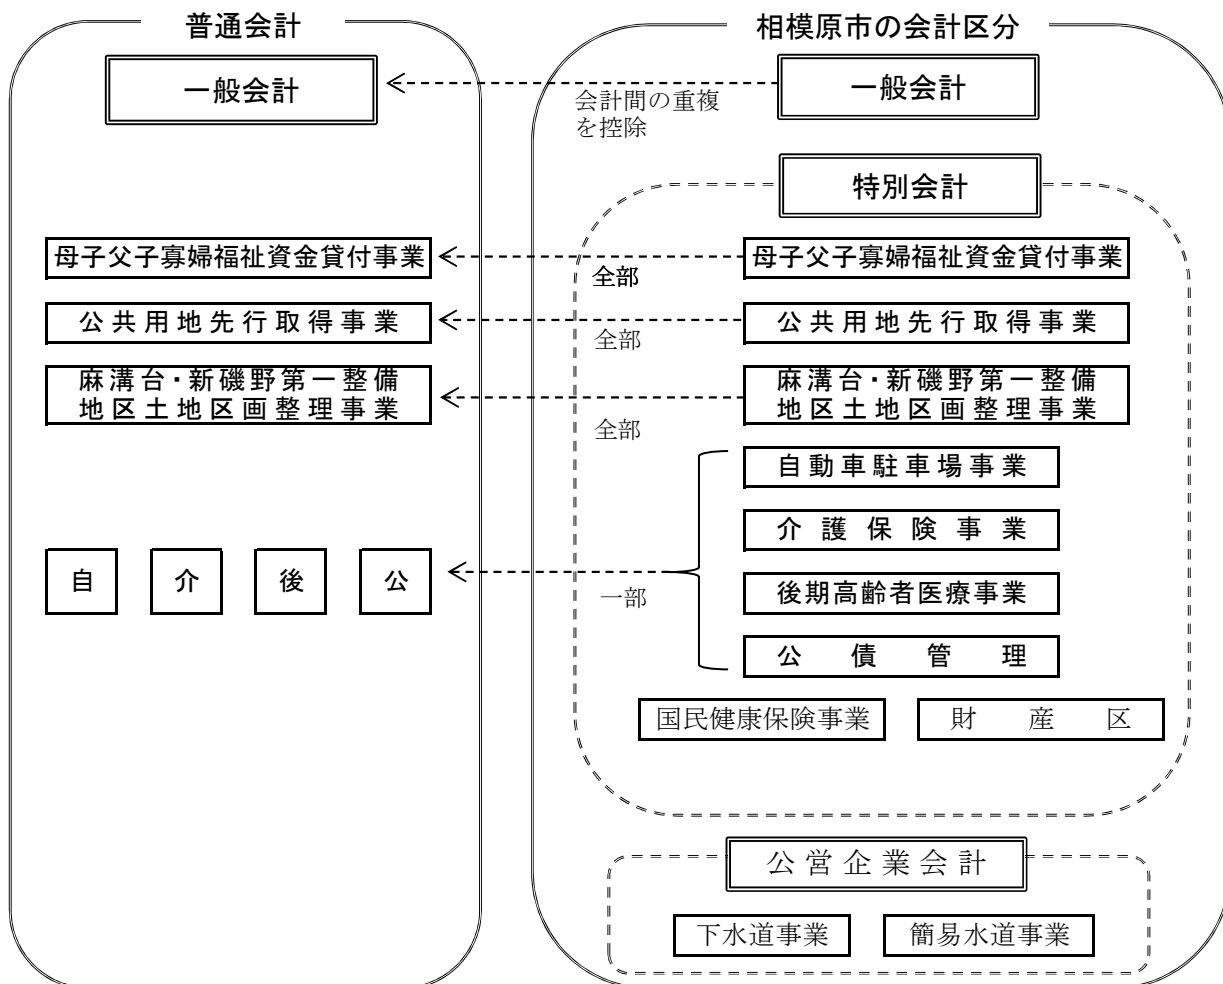 普通会計
相模原市の会計区分
一般会計
一般会計
会計間の重複
を控除
特別会計
母子父子寡婦福祉資金貸付事業
母子父子寡婦福祉資金貸付事業
全部
公共用地先行取得事業
公共用地先行取得事業
全部
麻溝台・新磯野第一整備
地区土地区画整理事業
麻溝台・新磯野第一整備
地区土地区画整理事業
全部
自動車駐車場事業
介護保険事業
自
介
後
公
一部
後期高齢者医療事業
公債管理
国民健康保険事業
財産区
公営企業会計
下水道事業
簡易水道事業